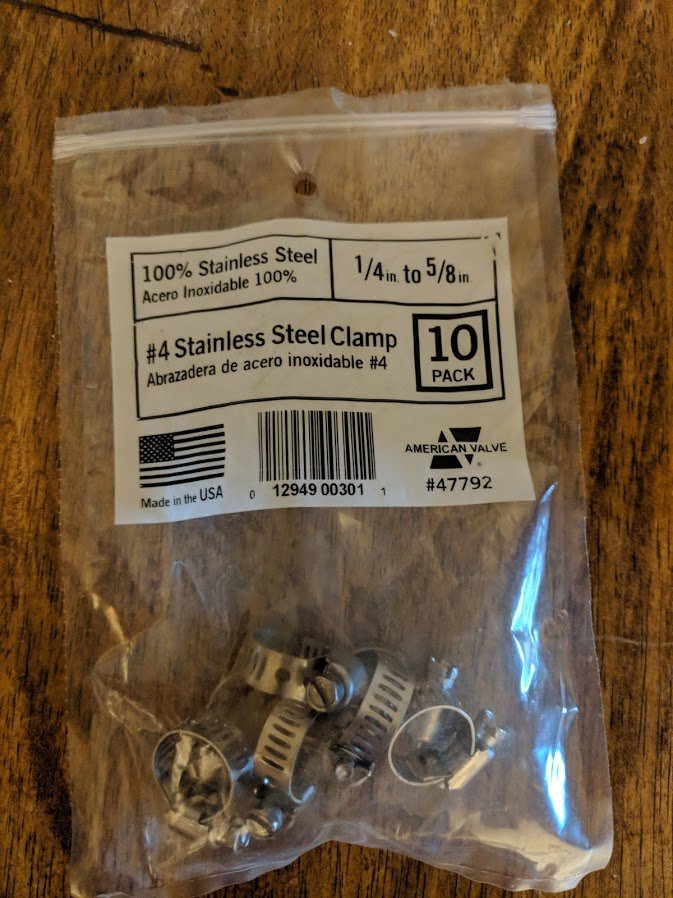 100% Stainless Steel
Acero Inoxidable 100%
1/4 in. to 5/8 in.
#4 Stainless Steel Clamp
Abrazadera de acero inoxidable #4
10
PACK
Made in the USA
0 12949 00301 1
AMERICAN VALVE
®
#47792